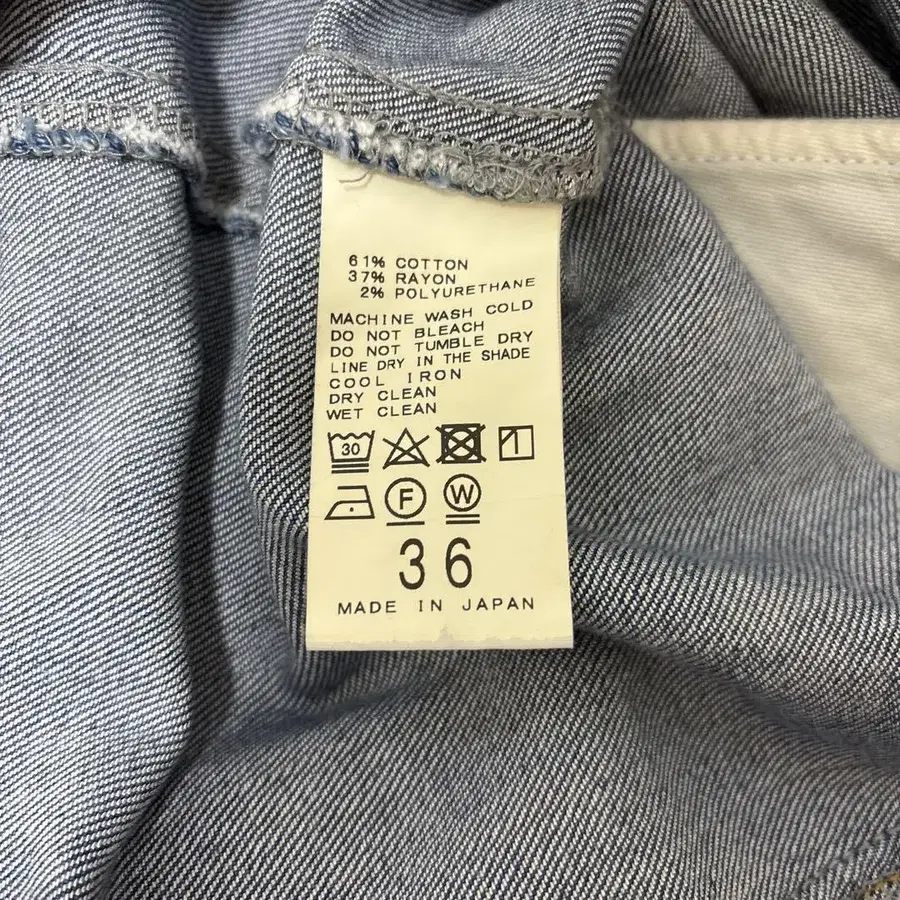 61% COTTON
37% RAYON
2% POLYURETHANE
MACHINE WASH COLD
DO NOT BLEACH
DO NOT TUMBLE DRY
LINE DRY IN THE SHADE
COOL IRON
DRY CLEAN
WET CLEAN
30
F W
36
MADE IN JAPAN